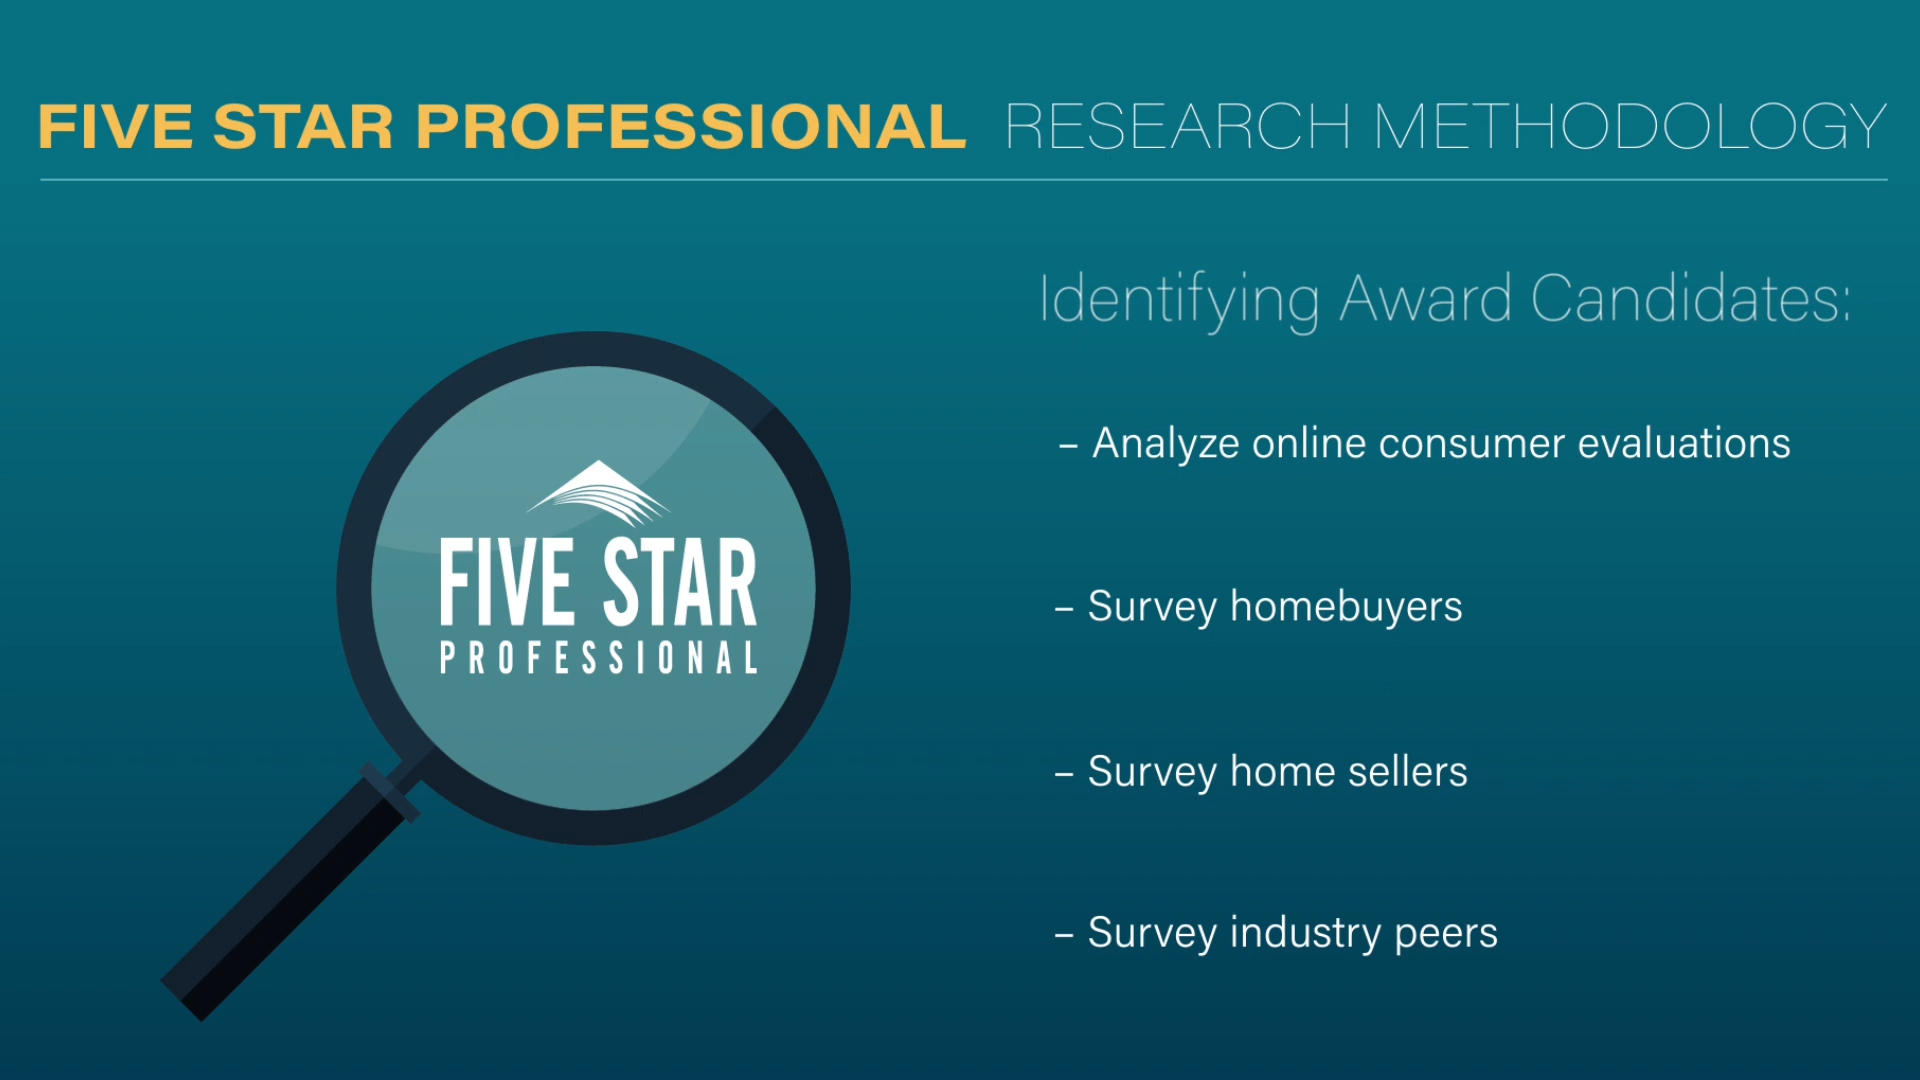 FIVE STAR PROFESSIONAL RESEARCH METHODOLOGY
FIVE STAR
PROFESSIONAL
Identifying Award Candidates:
– Analyze online consumer evaluations
– Survey homebuyers
– Survey home sellers
– Survey industry peers